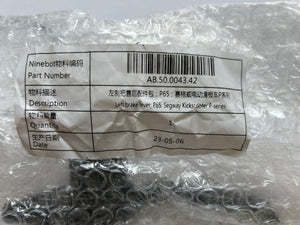 Ninebot物料编码
Part Number
AB.50.0043.42
物料描述
Description
左刹把售后配件包；P65；赛格威电动滑板车P系列
Left brake lever; P65; Segway Kickscooter P-series
物料数量
Quantity
1
生产日期
Date
23-05-06